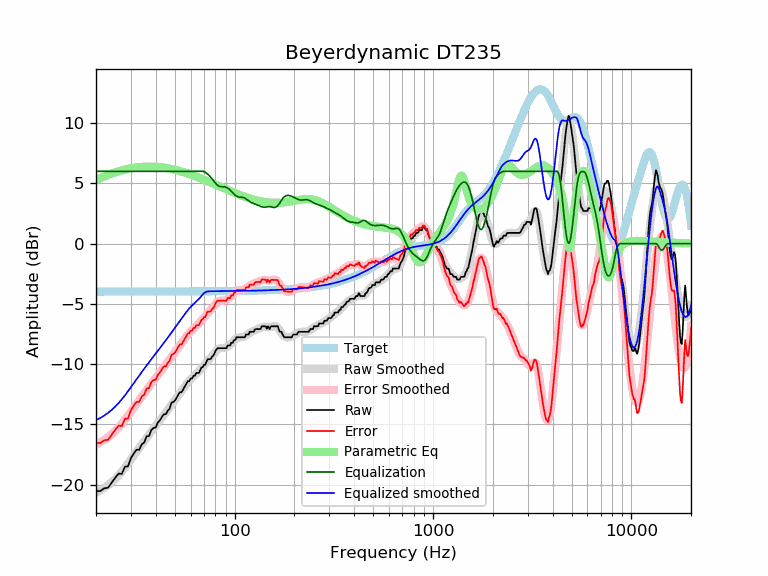 Beyerdynamic DT235
Amplitude (dBr)
10
5
0
−5
−10
−15
−20
Target
Raw Smoothed
Error Smoothed
Raw
Error
Parametric Eq
Equalization
Equalized smoothed
100 1000 10000
Frequency (Hz)